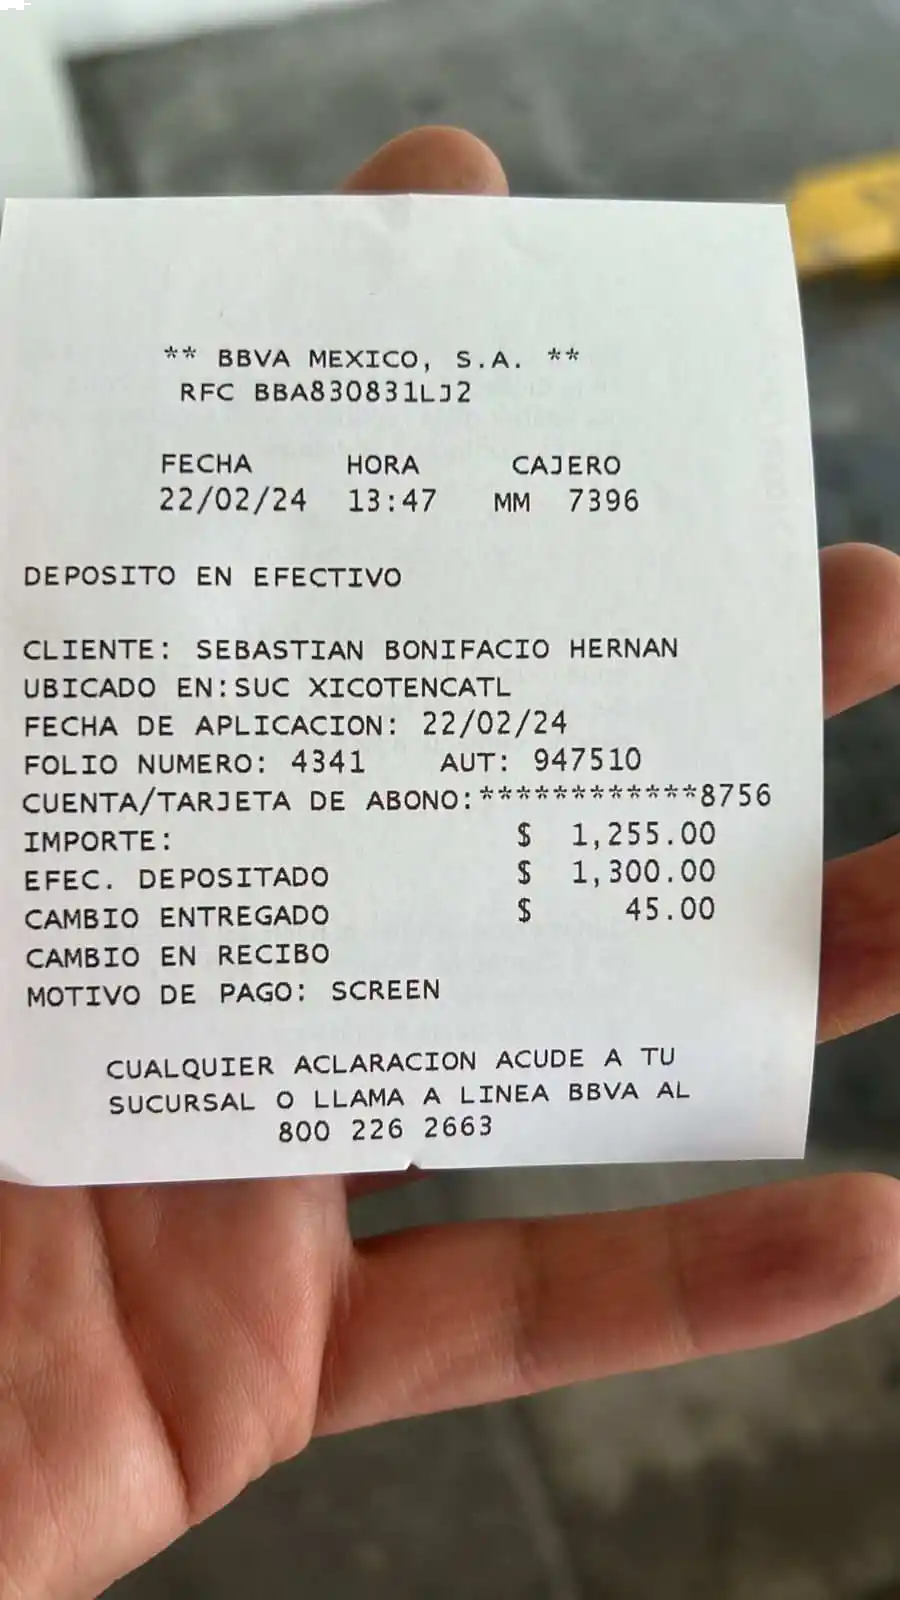 ** BBVA MEXICO, S.A. **
RFC BBA830831LJ2
FECHA HORA CAJERO
22/02/24 13:47 MM 7396
DEPOSITO EN EFECTIVO
CLIENTE: SEBASTIAN BONIFACIO HERNAN
UBICADO EN:SUC XICOTENCATL
FECHA DE APLICACION: 22/02/24
FOLIO NUMERO: 4341 AUT: 947510
CUENTA/TARJETA DE ABONO:************8756
IMPORTE: $ 1,255.00
EFEC. DEPOSITADO $ 1,300.00
CAMBIO ENTREGADO $ 45.00
CAMBIO EN RECIBO
MOTIVO DE PAGO: SCREEN
CUALQUIER ACLARACION ACUDE A TU
SUCURSAL O LLAMA A LINEA BBVA AL
800 226 2663